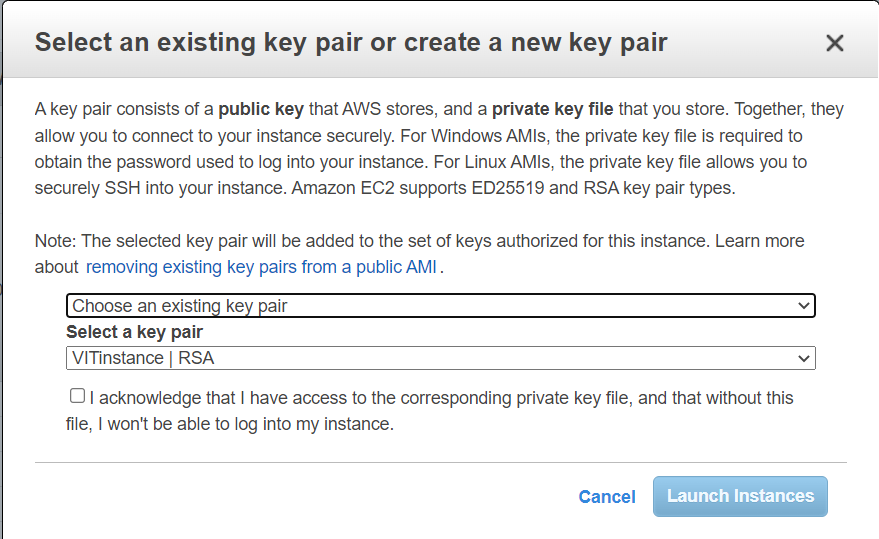 Select an existing key pair or create a new key pair
A key pair consists of a public key that AWS stores, and a private key file that you store. Together, they
allow you to connect to your instance securely. For Windows AMIs, the private key file is required to
obtain the password used to log into your instance. For Linux AMIs, the private key file allows you to
securely SSH into your instance. Amazon EC2 supports ED25519 and RSA key pair types.
Note: The selected key pair will be added to the set of keys authorized for this instance. Learn more
about removing existing key pairs from a public AMI .
Choose an existing key pair
Select a key pair
VITinstance | RSA
I acknowledge that I have access to the corresponding private key file, and that without this
file, I won't be able to log into my instance.
Cancel Launch Instances